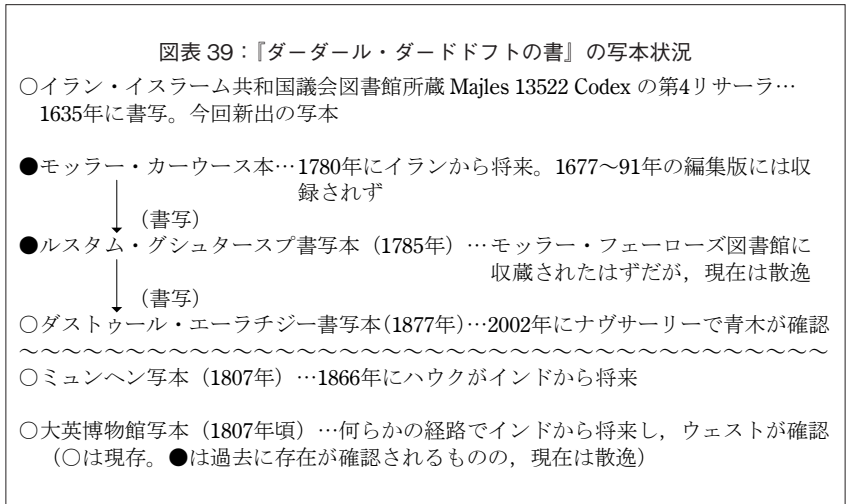 図表 39：『ダーダール・ダードドフトの書』の写本状況
○イラン・イスラーム共和国議会図書館所蔵 Majles 13522 Codex の第4リサーラ…
1635年に書写。今回新出の写本
●モッラー・カーウース本…1780年にイランから将来。1677〜91年の編集版には収
録されず
（書写）
●ルスタム・グシュタースプ書写本（1785年）…モッラー・フェーローズ図書館に
収蔵されたはずだが，現在は散逸
（書写）
○ダストゥール・エーラチジー書写本（1877年）…2002年にナヴサーリーで青木が確認
〜〜〜〜〜〜〜〜〜〜〜〜〜〜〜〜〜〜〜〜〜〜〜〜〜〜〜〜〜〜〜〜〜〜〜〜〜〜
○ミュンヘン写本（1807年）…1866年にハウクがインドから将来
○大英博物館写本（1807年頃）…何らかの経路でインドから将来し，ウェストが確認
（○は現存。●は過去に存在が確認されるものの，現在は散逸）